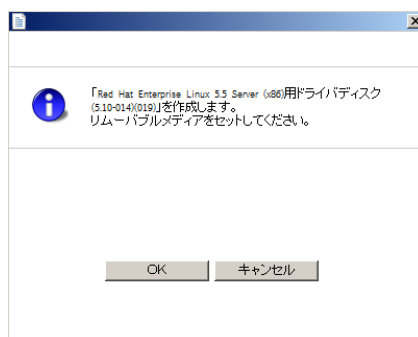 「Red Hat Enterprise Linux 5.5 Server (x86)用ドライバディスク
(5.10-014)(019)」を作成します。
リムーバブルメディアをセットしてください。
OK
キャンセル